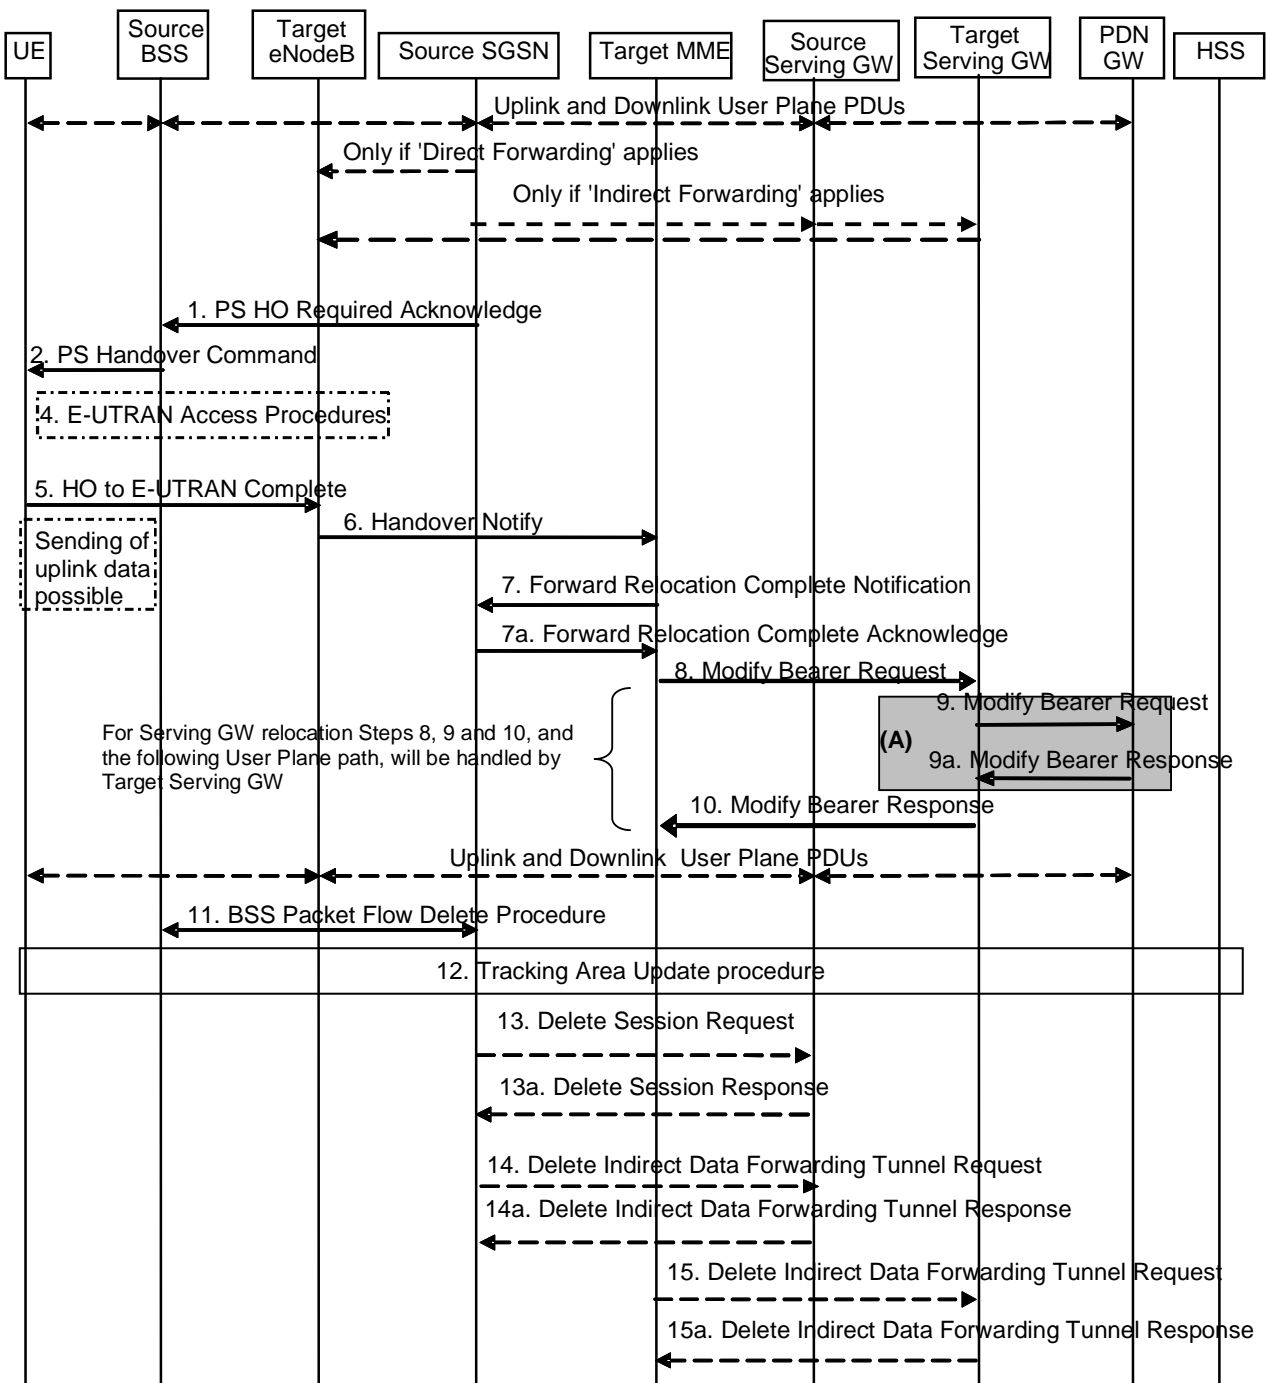 UE
Source
BSS
Target
eNodeB
Source SGSN
Target MME
Source
Serving GW
Target
Serving GW
PDN
GW
HSS
Uplink and Downlink User Plane PDUs
Only if 'Direct Forwarding' applies
Only if 'Indirect Forwarding' applies
1. PS HO Required Acknowledge
2. PS Handover Command
4. E-UTRAN Access Procedures
5. HO to E-UTRAN Complete
6. Handover Notify
Sending of
uplink data
possible
7. Forward Relocation Complete Notification
7a. Forward Relocation Complete Acknowledge
8. Modify Bearer Request
9. Modify Bearer Request
(A)
9a. Modify Bearer Response
For Serving GW relocation Steps 8, 9 and 10, and
the following User Plane path, will be handled by
Target Serving GW
10. Modify Bearer Response
Uplink and Downlink User Plane PDUs
11. BSS Packet Flow Delete Procedure
12. Tracking Area Update procedure
13. Delete Session Request
13a. Delete Session Response
14. Delete Indirect Data Forwarding Tunnel Request
14a. Delete Indirect Data Forwarding Tunnel Response
15. Delete Indirect Data Forwarding Tunnel Request
15a. Delete Indirect Data Forwarding Tunnel Response